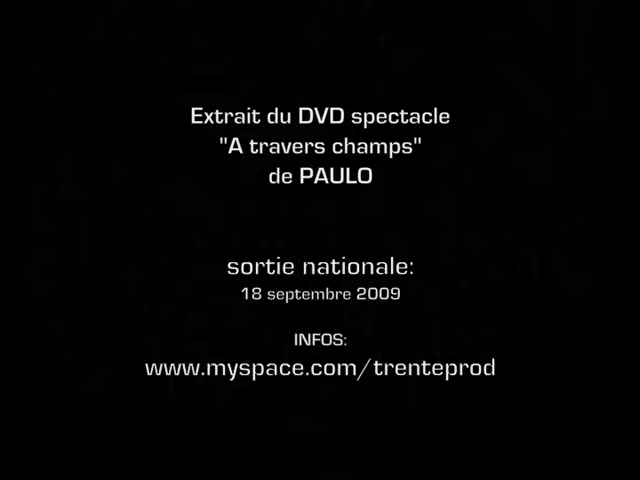 Extrait du DVD spectacle
"A travers champs"
de PAULO
sortie nationale:
18 septembre 2009
INFOS:
www.myspace.com/trenteprod